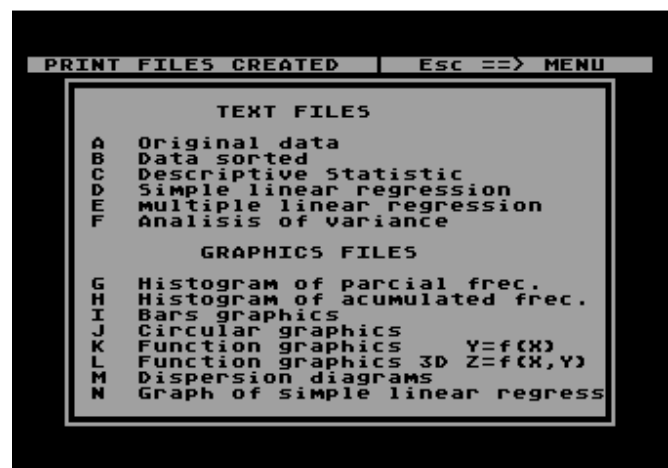 PRINT FILES CREATED | Esc ==> MENU
TEXT FILES
A Original data
B Data sorted
C Descriptive Statistic
D Simple linear regression
E multiple linear regression
F Analisis of variance
GRAPHICS FILES
G Histogram of parcial frec.
H Histogram of acumulated frec.
I Bars graphics
J Circular graphics
K Function graphics Y=f(X)
L Function graphics 3D Z=f(X,Y)
M Dispersion diagrams
N Graph of simple linear regress